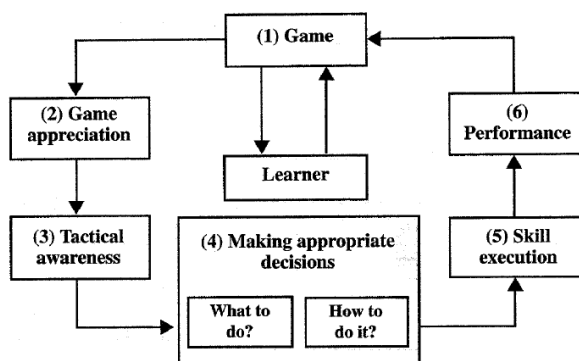 (1) Game
(2) Game
appreciation
(6)
Performance
Learner
(3) Tactical
awareness
(4) Making appropriate
decisions
(5) Skill
execution
What to
do?
How to
do it?